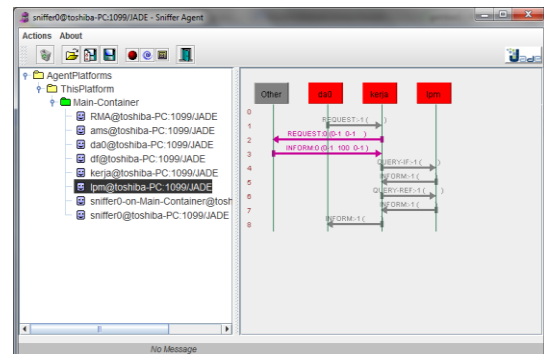 sniffer0@toshiba-PC:1099/JADE - Sniffer Agent
Actions About
Jade
AgentPlatforms
ThisPlatform
Main-Container
RMA@toshiba-PC:1099/JADE
ams@toshiba-PC:1099/JADE
da0@toshiba-PC:1099/JADE
df@toshiba-PC:1099/JADE
kerja@toshiba-PC:1099/JADE
lpm@toshiba-PC:1099/JADE
sniffer0-on-Main-Container@tosh
sniffer0@toshiba-PC:1099/JADE
Other da0 kerja lpm
0
1 REQUEST:-1 ( )
2 REQUEST:0 (0-1 0-1 )
3 INFORM:0 (0-1 100 0-1 )
4 QUERY-IF:-1 ( )
5 INFORM:-1 (
6 QUERY-REF:-1 ( )
7 INFORM:-1 (
8 INFORM:-1 (
No Message